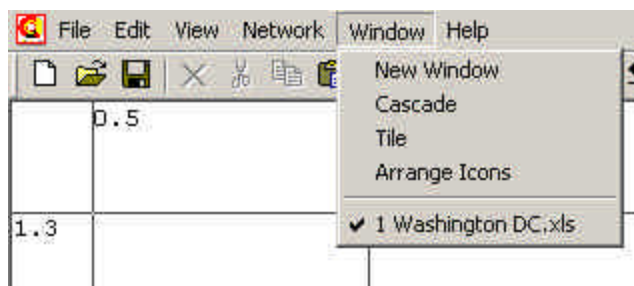 File Edit View Network Window Help
New Window
Cascade
Tile
Arrange Icons
1 Washington DC.xls
0.5
1.3